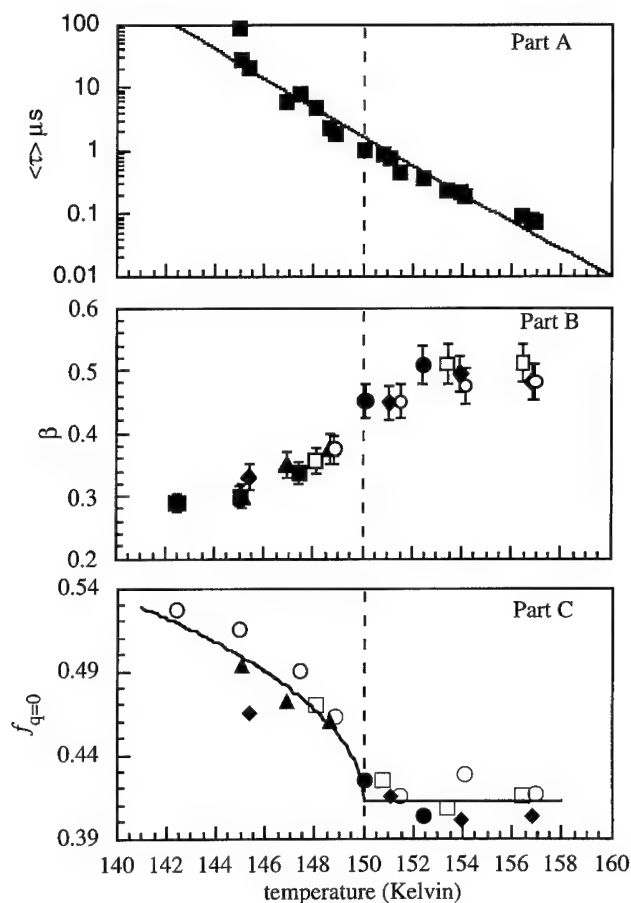 100
Part A
10
1
0.1
0.01
<τ> μs
0.6
Part B
0.5
0.4
0.3
0.2
β
0.54
Part C
0.49
0.44
0.39
f q=0
140 142 144 146 148 150 152 154 156 158 160
temperature (Kelvin)